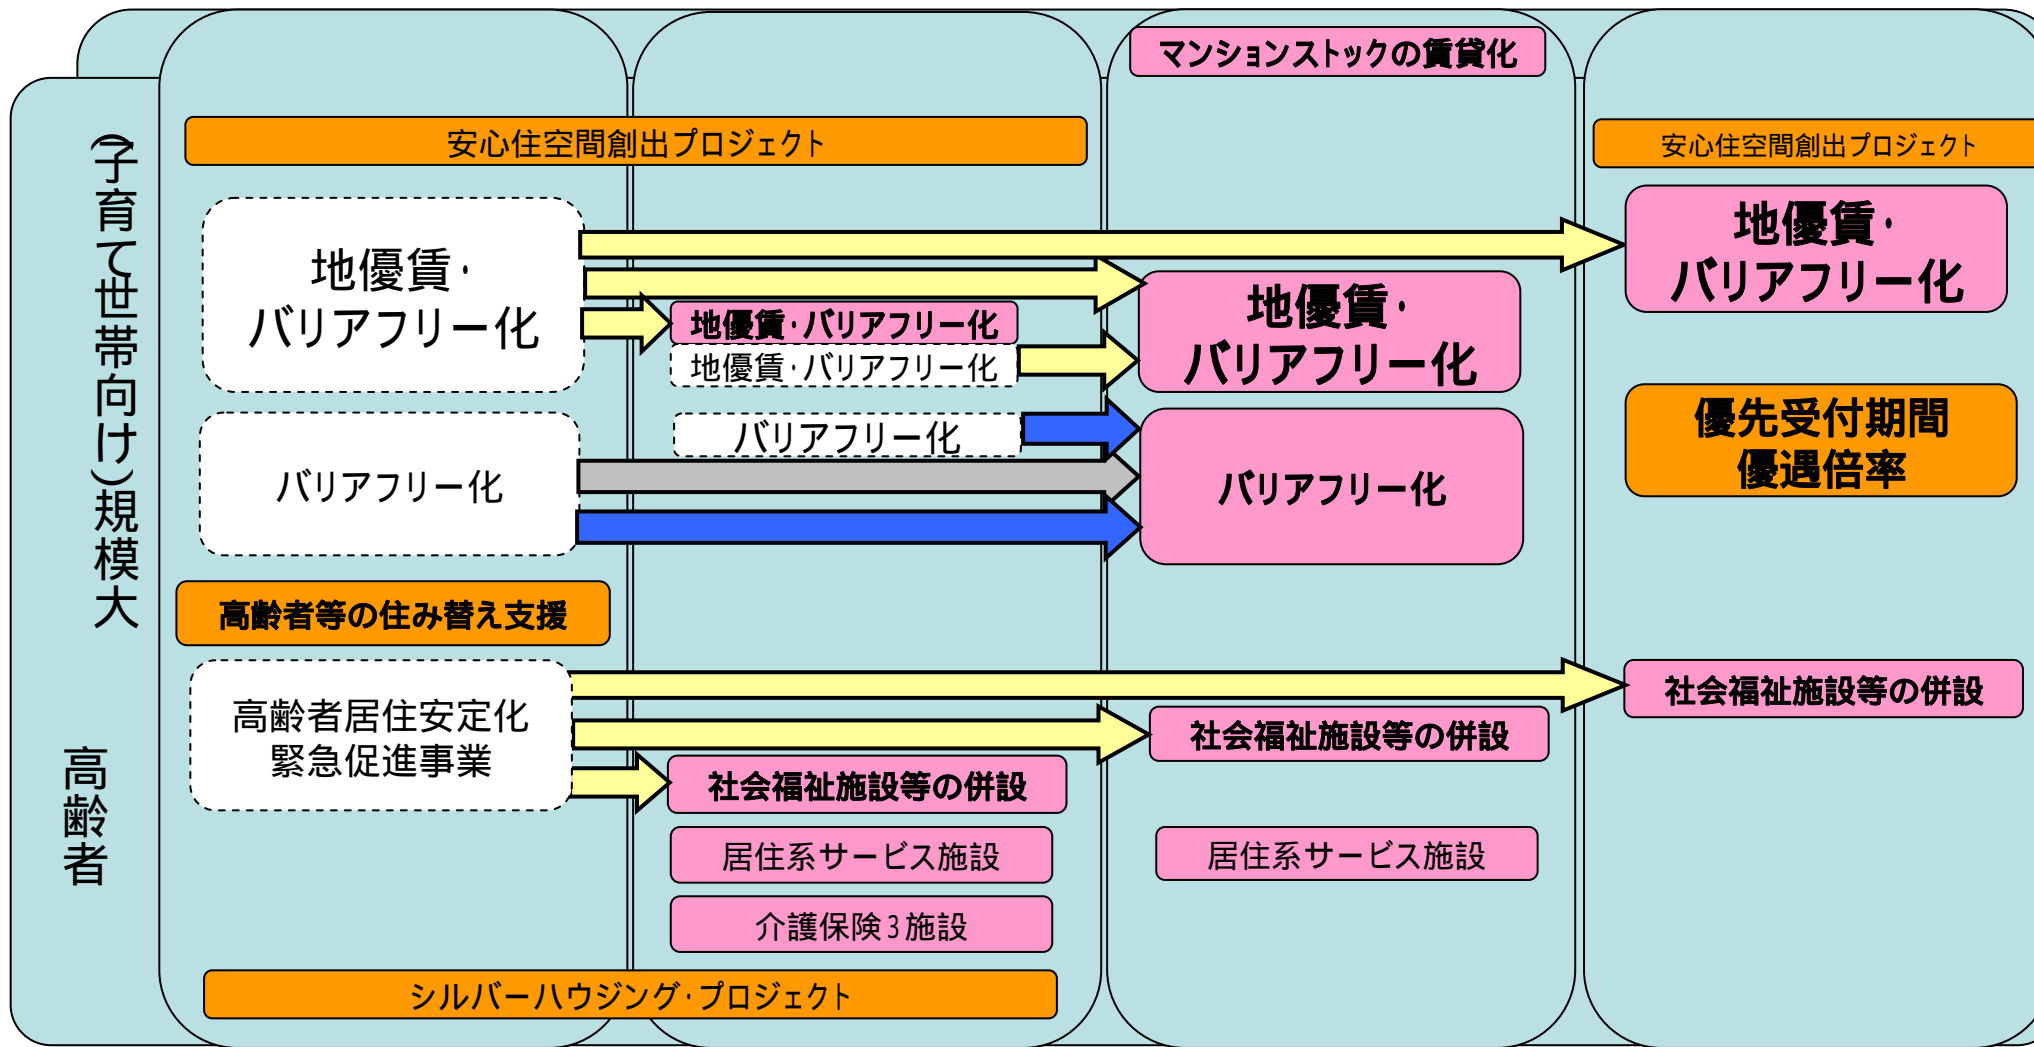 マンションストックの賃貸化
安心住空間創出プロジェクト
安心住空間創出プロジェクト
(子育て世帯向け)規模大
高齢者
地優賃・
バリアフリー化
地優賃・バリアフリー化
地優賃・バリアフリー化
地優賃・
バリアフリー化
地優賃・
バリアフリー化
バリアフリー化
バリアフリー化
バリアフリー化
優先受付期間
優遇倍率
高齢者等の住み替え支援
高齢者居住安定化
緊急促進事業
社会福祉施設等の併設
社会福祉施設等の併設
社会福祉施設等の併設
居住系サービス施設
居住系サービス施設
介護保険3施設
シルバーハウジング・プロジェクト